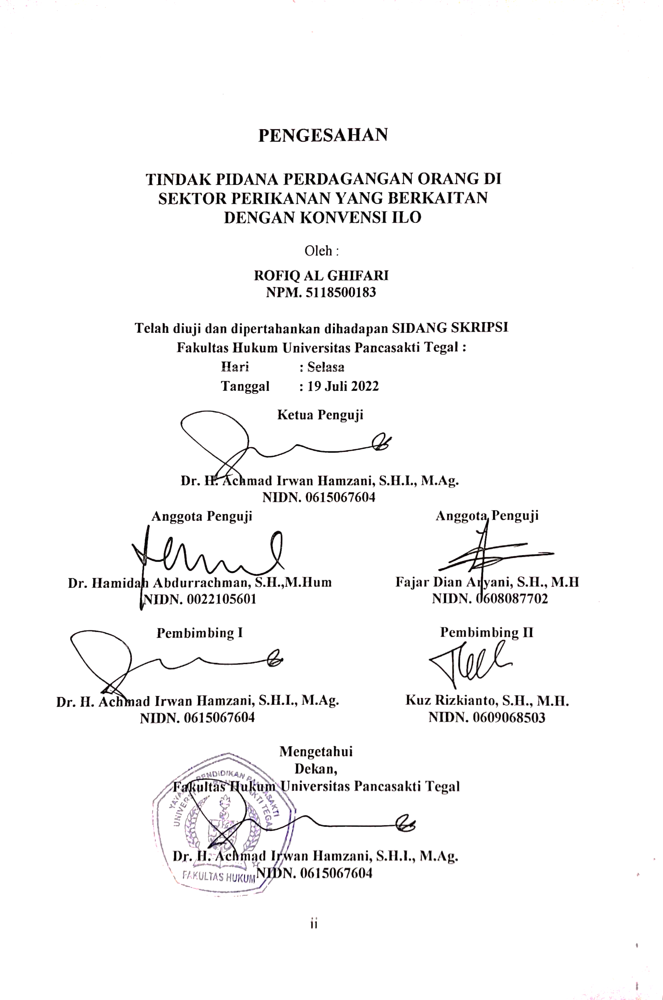 PENGESAHAN
TINDAK PIDANA PERDAGANGAN ORANG DI
SEKTOR PERIKANAN YANG BERKAITAN
DENGAN KONVENSI ILO
Oleh :
ROFIQ AL GHIFARI
NPM. 5118500183
Telah diuji dan dipertahankan dihadapan SIDANG SKRIPSI
Fakultas Hukum Universitas Pancasakti Tegal :
Hari : Selasa
Tanggal : 19 Juli 2022
Ketua Penguji
Dr. H. Achmad Irwan Hamzani, S.H.I., M.Ag.
NIDN. 0615067604
Anggota Penguji
Dr. Hamidah Abdurrachman, S.H.,M.Hum
NIDN. 0022105601
Anggota Penguji
Fajar Dian Aryani, S.H., M.H
NIDN. 0608087702
Pembimbing I
Dr. H. Achmad Irwan Hamzani, S.H.I., M.Ag.
NIDN. 0615067604
Pembimbing II
Kuz Rizkianto, S.H., M.H.
NIDN. 0609068503
Mengetahui
Dekan,
Fakultas Hukum Universitas Pancasakti Tegal
PENDIDIKAN PANCASAKTI
FAKULTAS HUKUM
Dr. H. Achmad Irwan Hamzani, S.H.I., M.Ag.
NIDN. 0615067604
ii